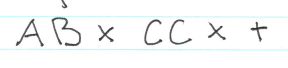 AB x CC x +